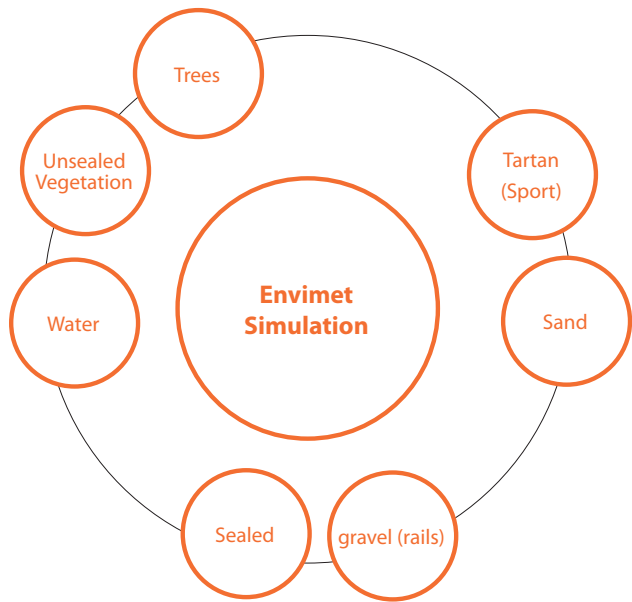 Trees
Unsealed
Vegetation
Tartan
(Sport)
Envimet
Simulation
Water
Sand
Sealed
gravel (rails)